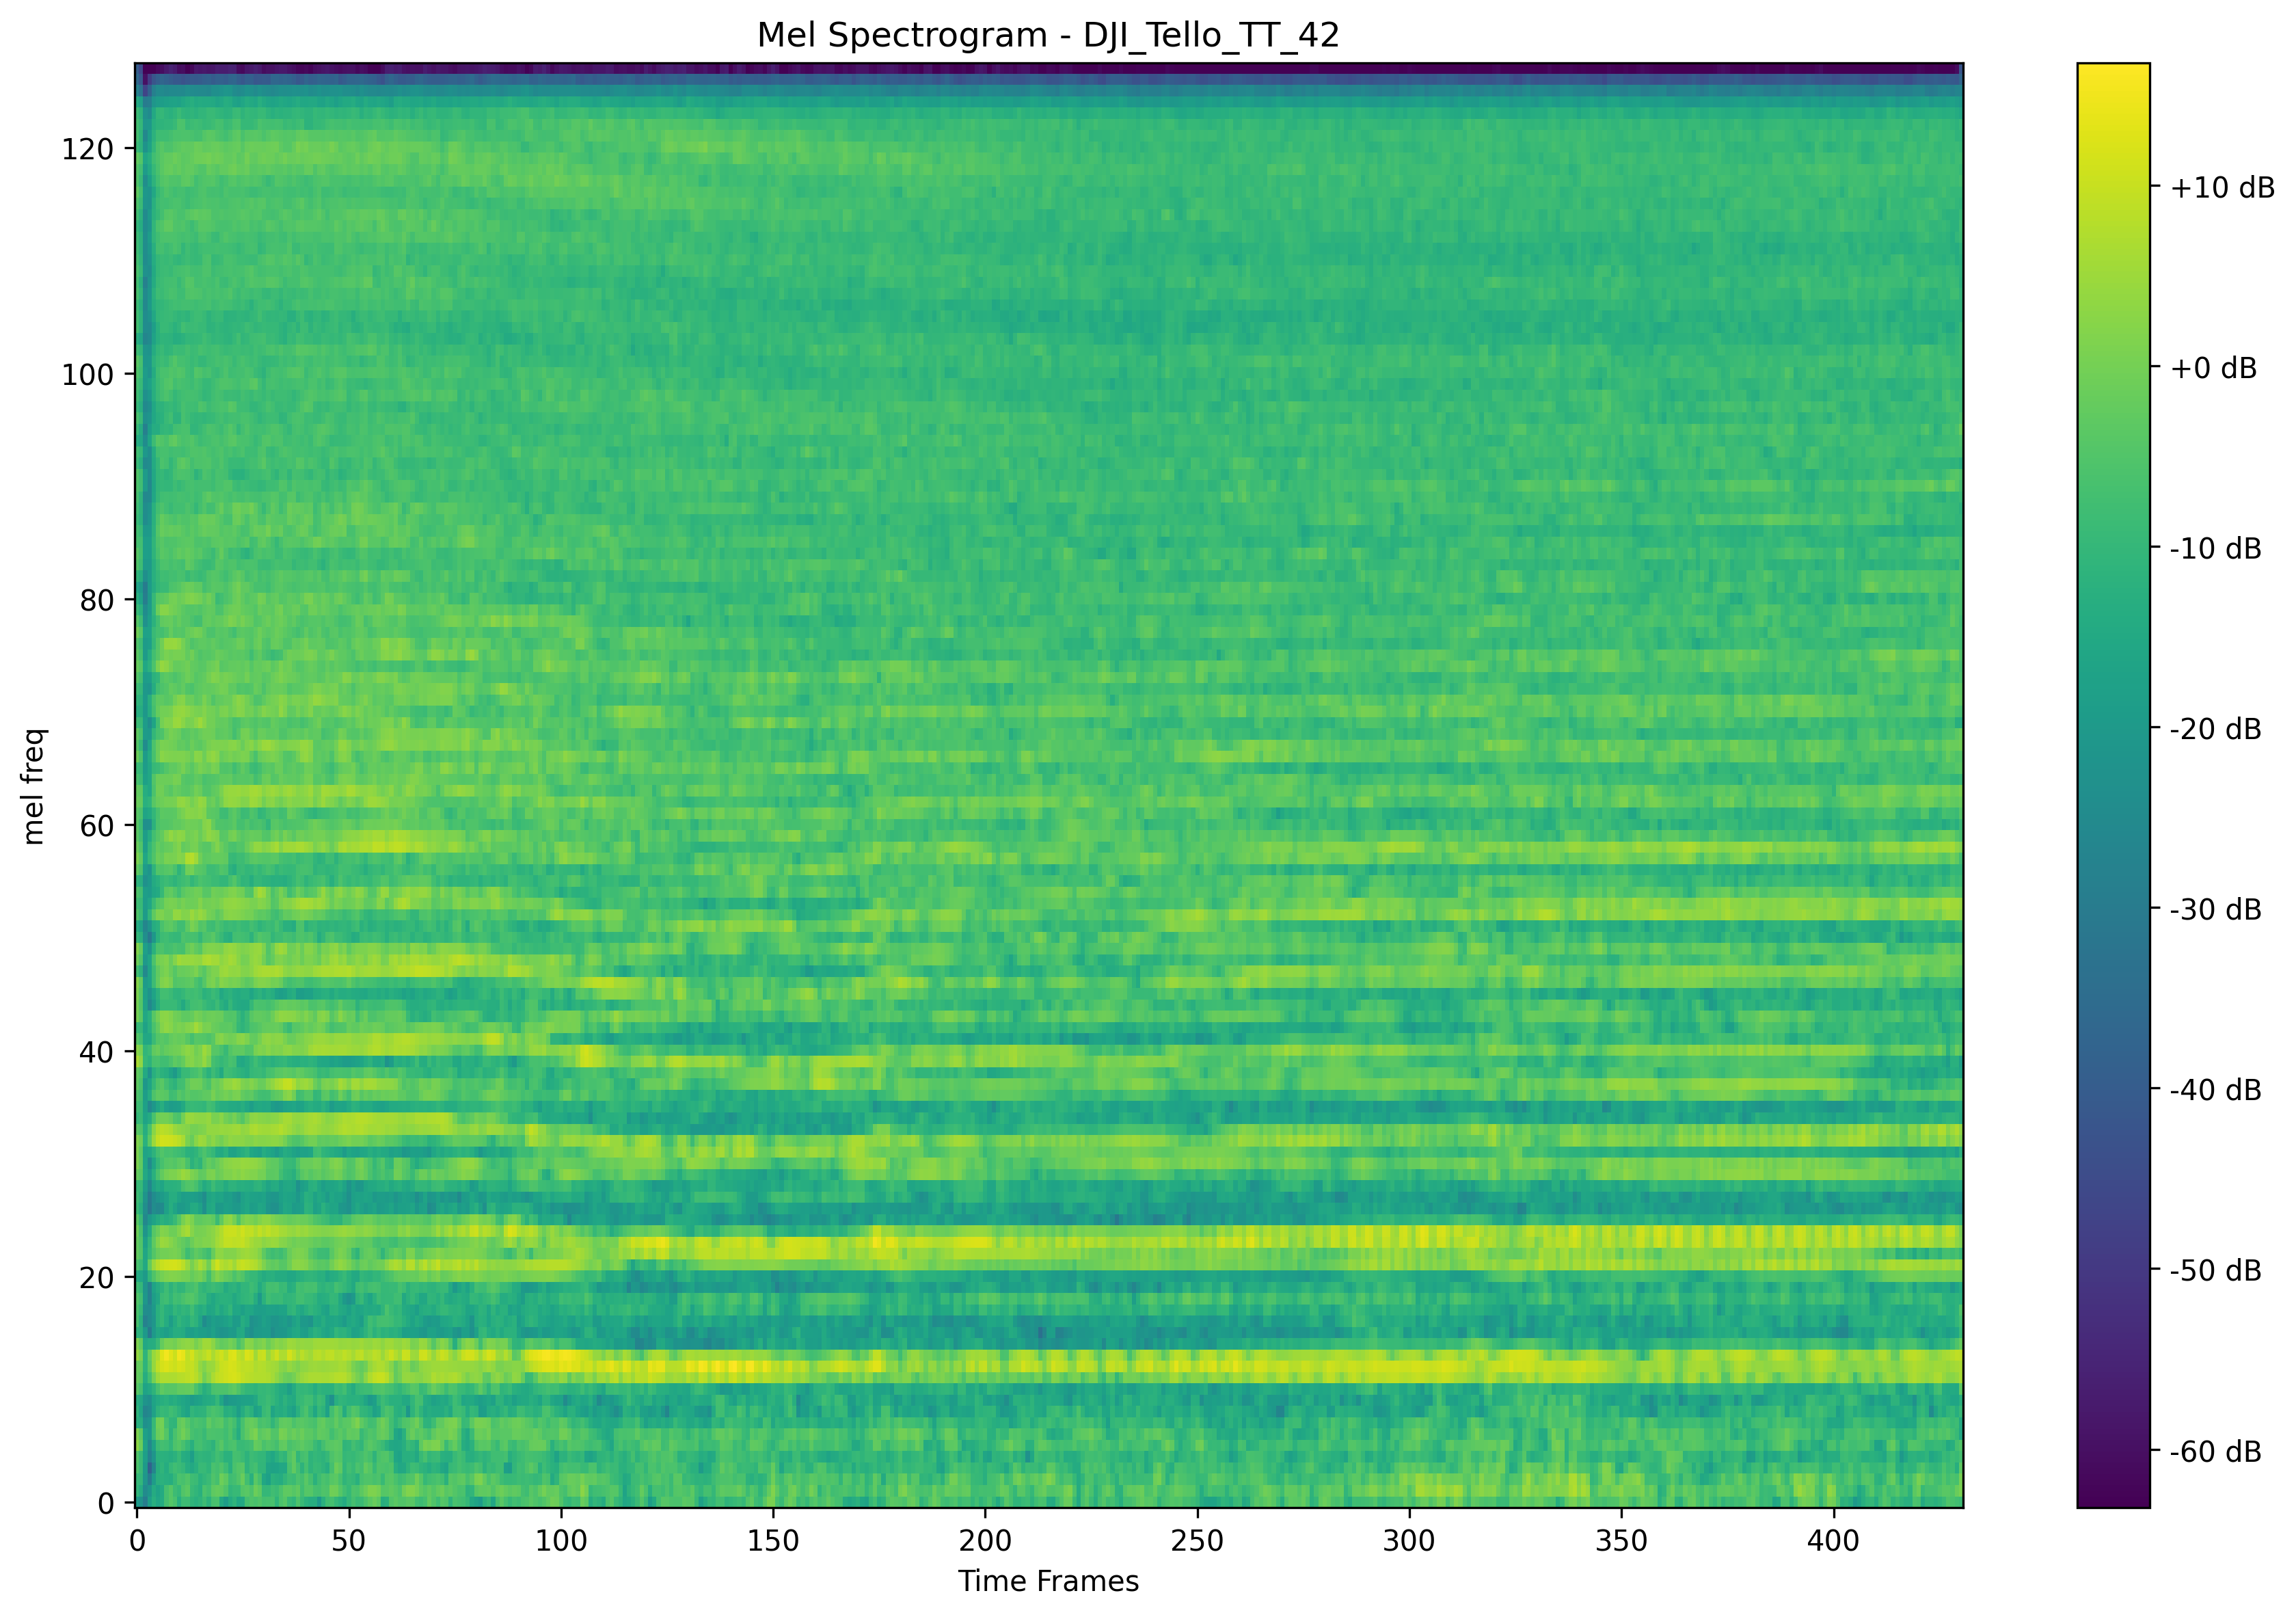 Mel Spectrogram - DJI_Tello_TT_42
mel freq
120
100
80
60
40
20
0
0 50 100 150 200 250 300 350 400
Time Frames
+10 dB
+0 dB
-10 dB
-20 dB
-30 dB
-40 dB
-50 dB
-60 dB